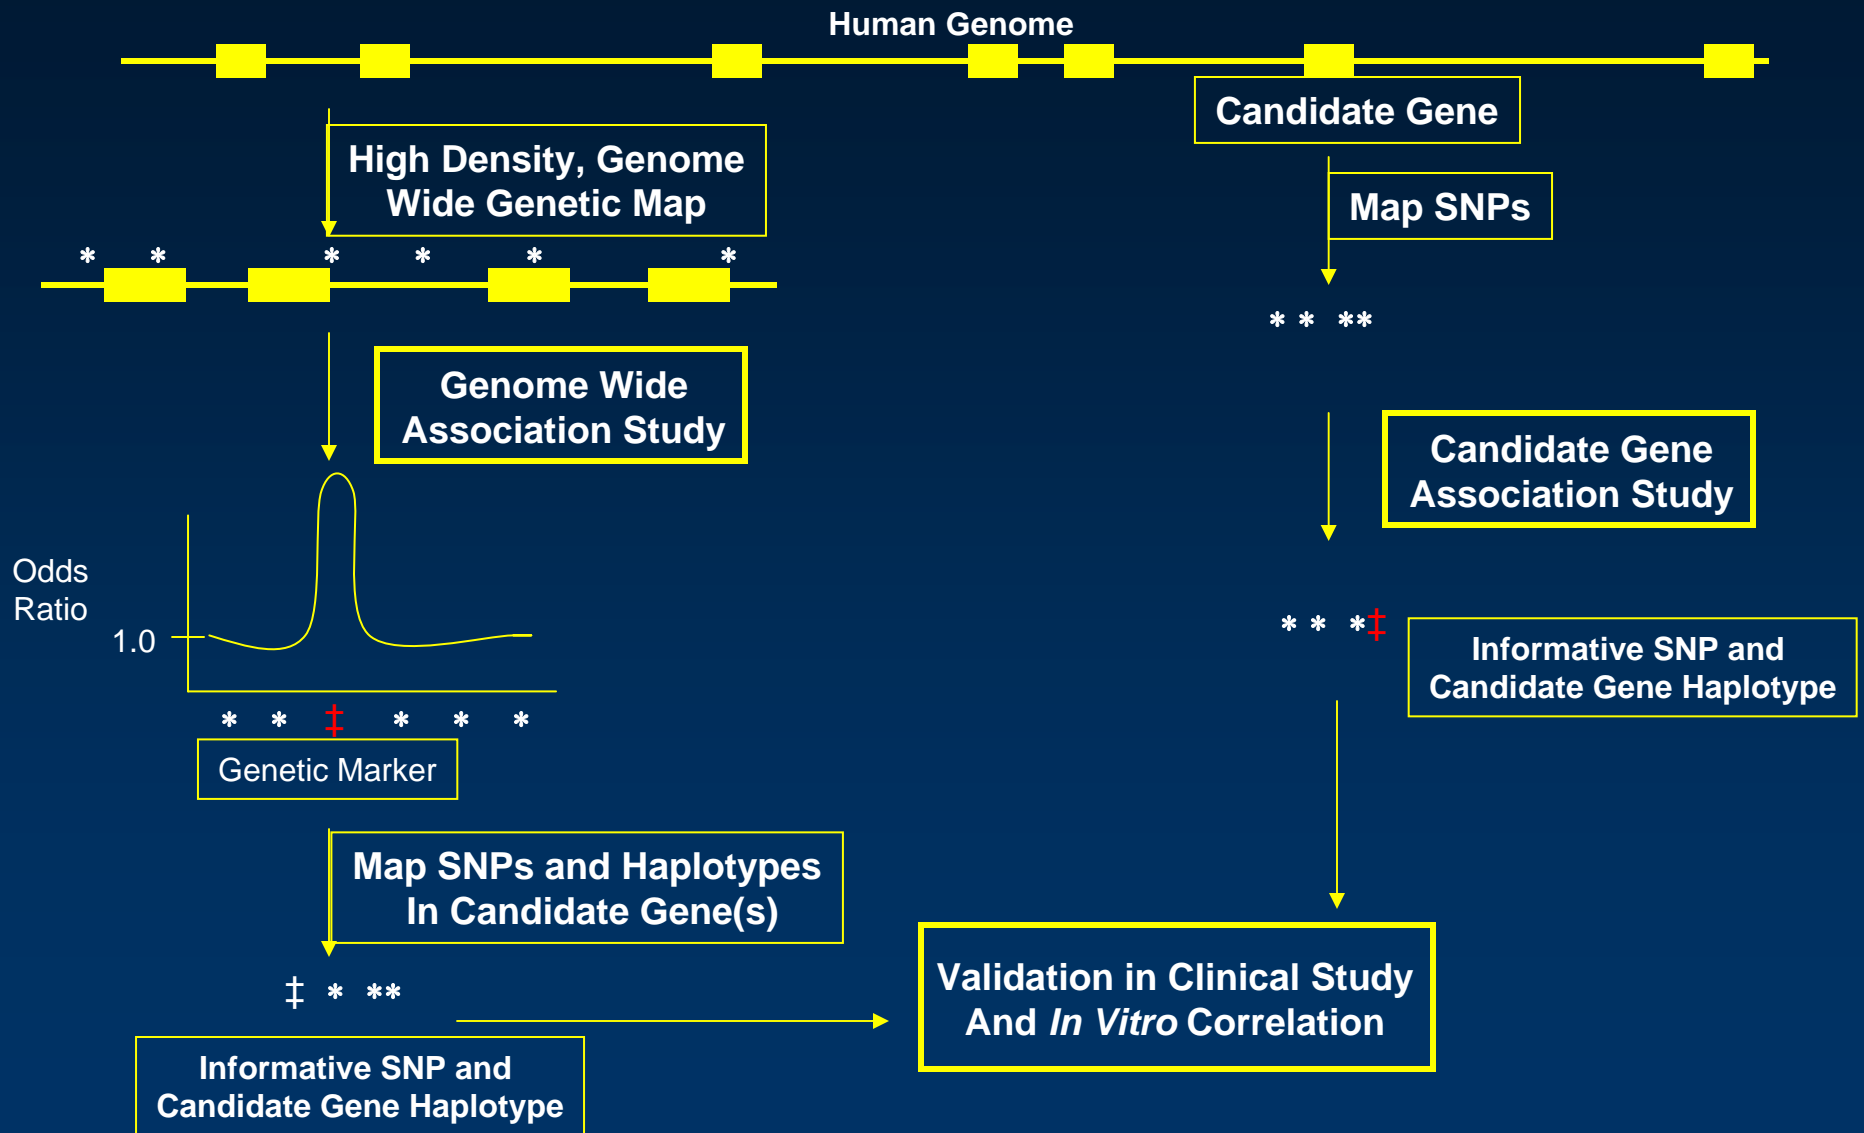 Human Genome
High Density, Genome
Wide Genetic Map
* * * * * *
Genome Wide
Association Study
Odds
Ratio
1.0
* * ‡ * * *
Genetic Marker
Map SNPs and Haplotypes
In Candidate Gene(s)
‡ * **
Informative SNP and
Candidate Gene Haplotype
Candidate Gene
Map SNPs
* * **
Candidate Gene
Association Study
* * *‡
Informative SNP and
Candidate Gene Haplotype
Validation in Clinical Study
And In Vitro Correlation